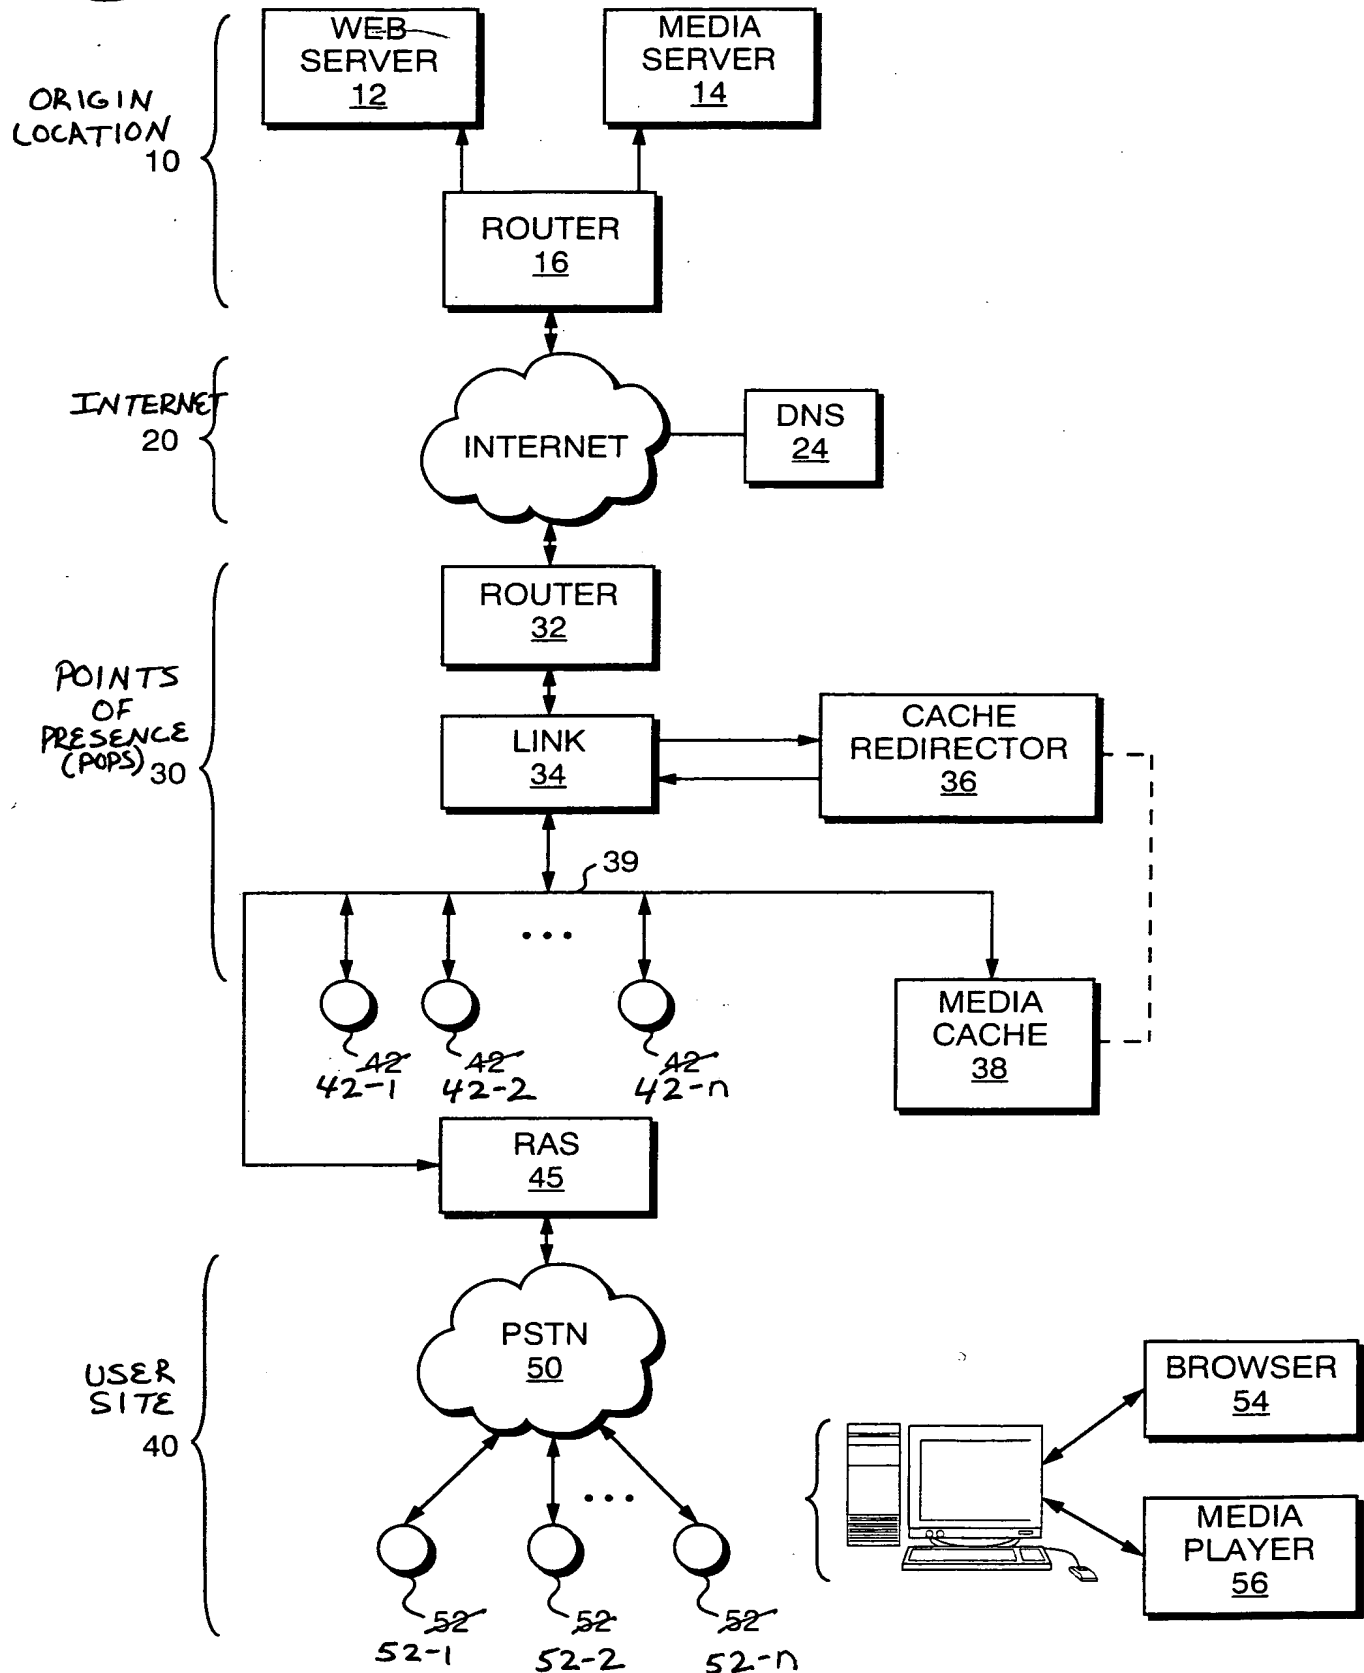 WEB
SERVER
12
MEDIA
SERVER
14
ORIGIN
LOCATION
10
ROUTER
16
INTERNET
20
INTERNET
DNS
24
ROUTER
32
POINTS
OF
PRESENCE
(POPS) 30
LINK
34
CACHE
REDIRECTOR
36
39
42
42
42
42-1
42-2
42-n
MEDIA
CACHE
38
RAS
45
PSTN
50
USER
SITE
40
BROWSER
54
MEDIA
PLAYER
56
52
52
52
52-1
52-2
52-n